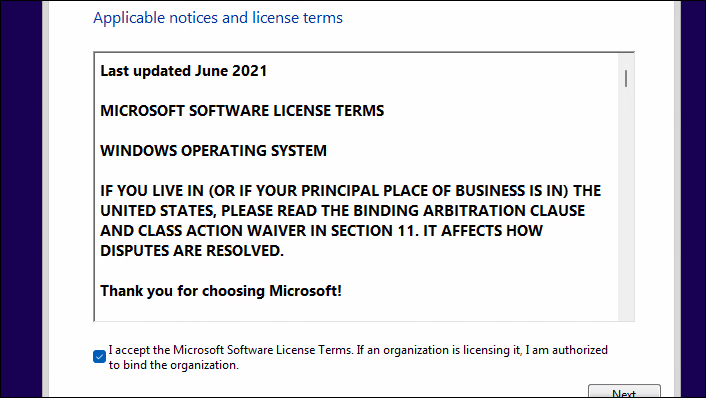 Applicable notices and license terms
Last updated June 2021
MICROSOFT SOFTWARE LICENSE TERMS
WINDOWS OPERATING SYSTEM
IF YOU LIVE IN (OR IF YOUR PRINCIPAL PLACE OF BUSINESS IS IN) THE
UNITED STATES, PLEASE READ THE BINDING ARBITRATION CLAUSE
AND CLASS ACTION WAIVER IN SECTION 11. IT AFFECTS HOW
DISPUTES ARE RESOLVED.
Thank you for choosing Microsoft!
I accept the Microsoft Software License Terms. If an organization is licensing it, I am authorized
to bind the organization.
Next